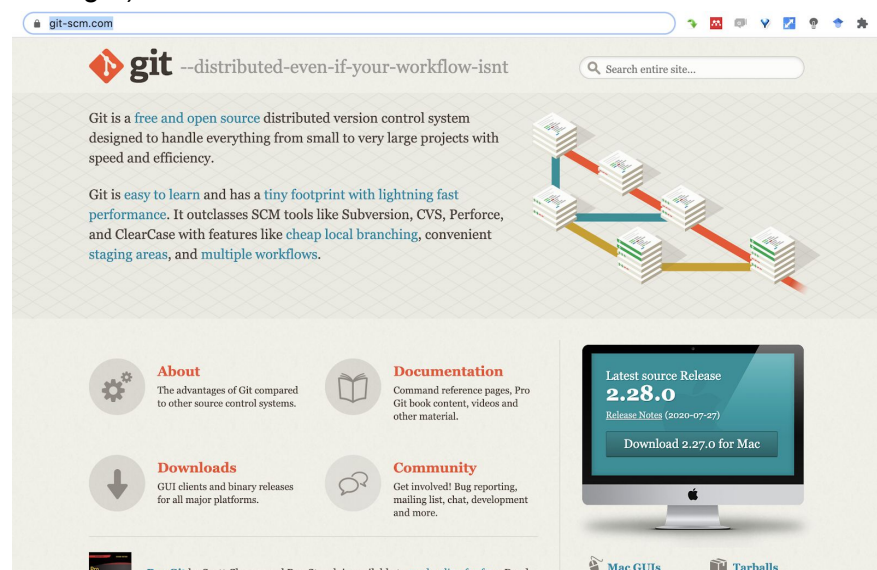 git-scm.com
git --distributed-even-if-your-workflow-isnt
Search entire site...
Git is a free and open source distributed version control system
designed to handle everything from small to very large projects with
speed and efficiency.
Git is easy to learn and has a tiny footprint with lightning fast
performance. It outclasses SCM tools like Subversion, CVS, Perforce,
and ClearCase with features like cheap local branching, convenient
staging areas, and multiple workflows.
About
The advantages of Git compared
to other source control systems.
Documentation
Command reference pages, Pro
Git book content, videos and
other material.
Downloads
GUI clients and binary releases
for all major platforms.
Community
Get involved! Bug reporting,
mailing list, chat, development
and more.
Latest source Release
2.28.0
Release Notes (2020-07-27)
Download 2.27.0 for Mac
Mac GUIs
Tarballs